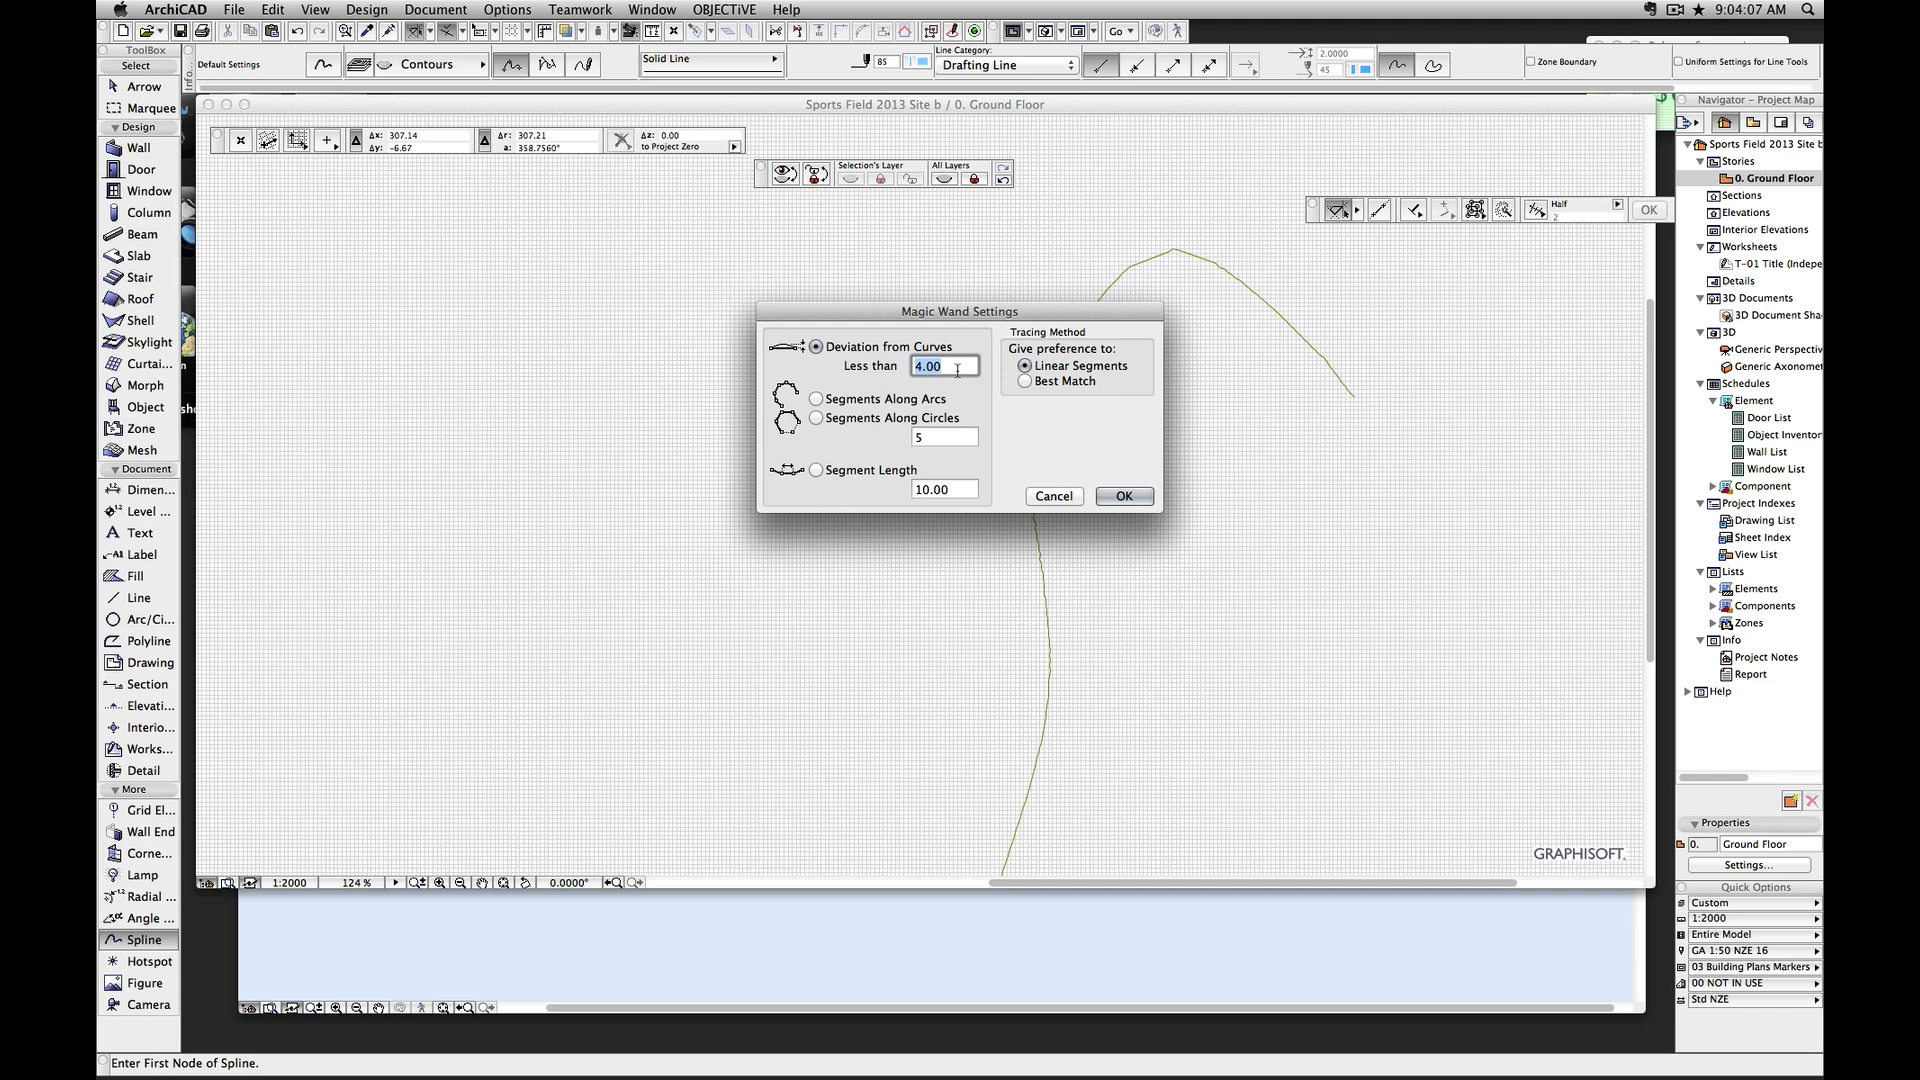 ArchiCAD File Edit View Design Document Options Teamwork Window OBJECTiVE Help 9:04:07 AM
ToolBox
Select
Arrow
Marquee
Design
Wall
Door
Window
Column
Beam
Slab
Stair
Roof
Shell
Skylight
Curtai...
Morph
Object
Zone
Mesh
Document
Dimen...
Level ...
Text
Label
Fill
Line
Arc/Ci...
Polyline
Drawing
Section
Elevati...
Interio...
Works...
Detail
More
Grid El...
Wall End
Corne...
Lamp
Radial ...
Angle ...
Spline
Hotspot
Figure
Camera
Go
Info...
Default Settings
Contours
Solid Line
85
Line Category:
Drafting Line
2.0000
45
Zone Boundary
Uniform Settings for Line Tools
Sports Field 2013 Site b / 0. Ground Floor
Δx: 307.14
Δy: -6.67
Δr: 307.21
a: 358.7560°
Δz: 0.00
to Project Zero
Selection's Layer
All Layers
Half
2
OK
Magic Wand Settings
Deviation from Curves
Less than 4.00
Segments Along Arcs
Segments Along Circles
5
Segment Length
10.00
Tracing Method
Give preference to:
Linear Segments
Best Match
Cancel OK
GRAPHISOFT.
1:2000 124 % 0.0000°
Navigator - Project Map
Sports Field 2013 Site b
Stories
0. Ground Floor
Sections
Elevations
Interior Elevations
Worksheets
T-01 Title (Indepe
Details
3D Documents
3D Document Sha
3D
Generic Perspectiv
Generic Axonomet
Schedules
Element
Door List
Object Inventor
Wall List
Window List
Component
Project Indexes
Drawing List
Sheet Index
View List
Lists
Elements
Components
Zones
Info
Project Notes
Report
Help
Properties
0. Ground Floor
Settings...
Quick Options
Custom
1:2000
Entire Model
GA 1:50 NZE 16
03 Building Plans Markers
00 NOT IN USE
Std NZE
Enter First Node of Spline.